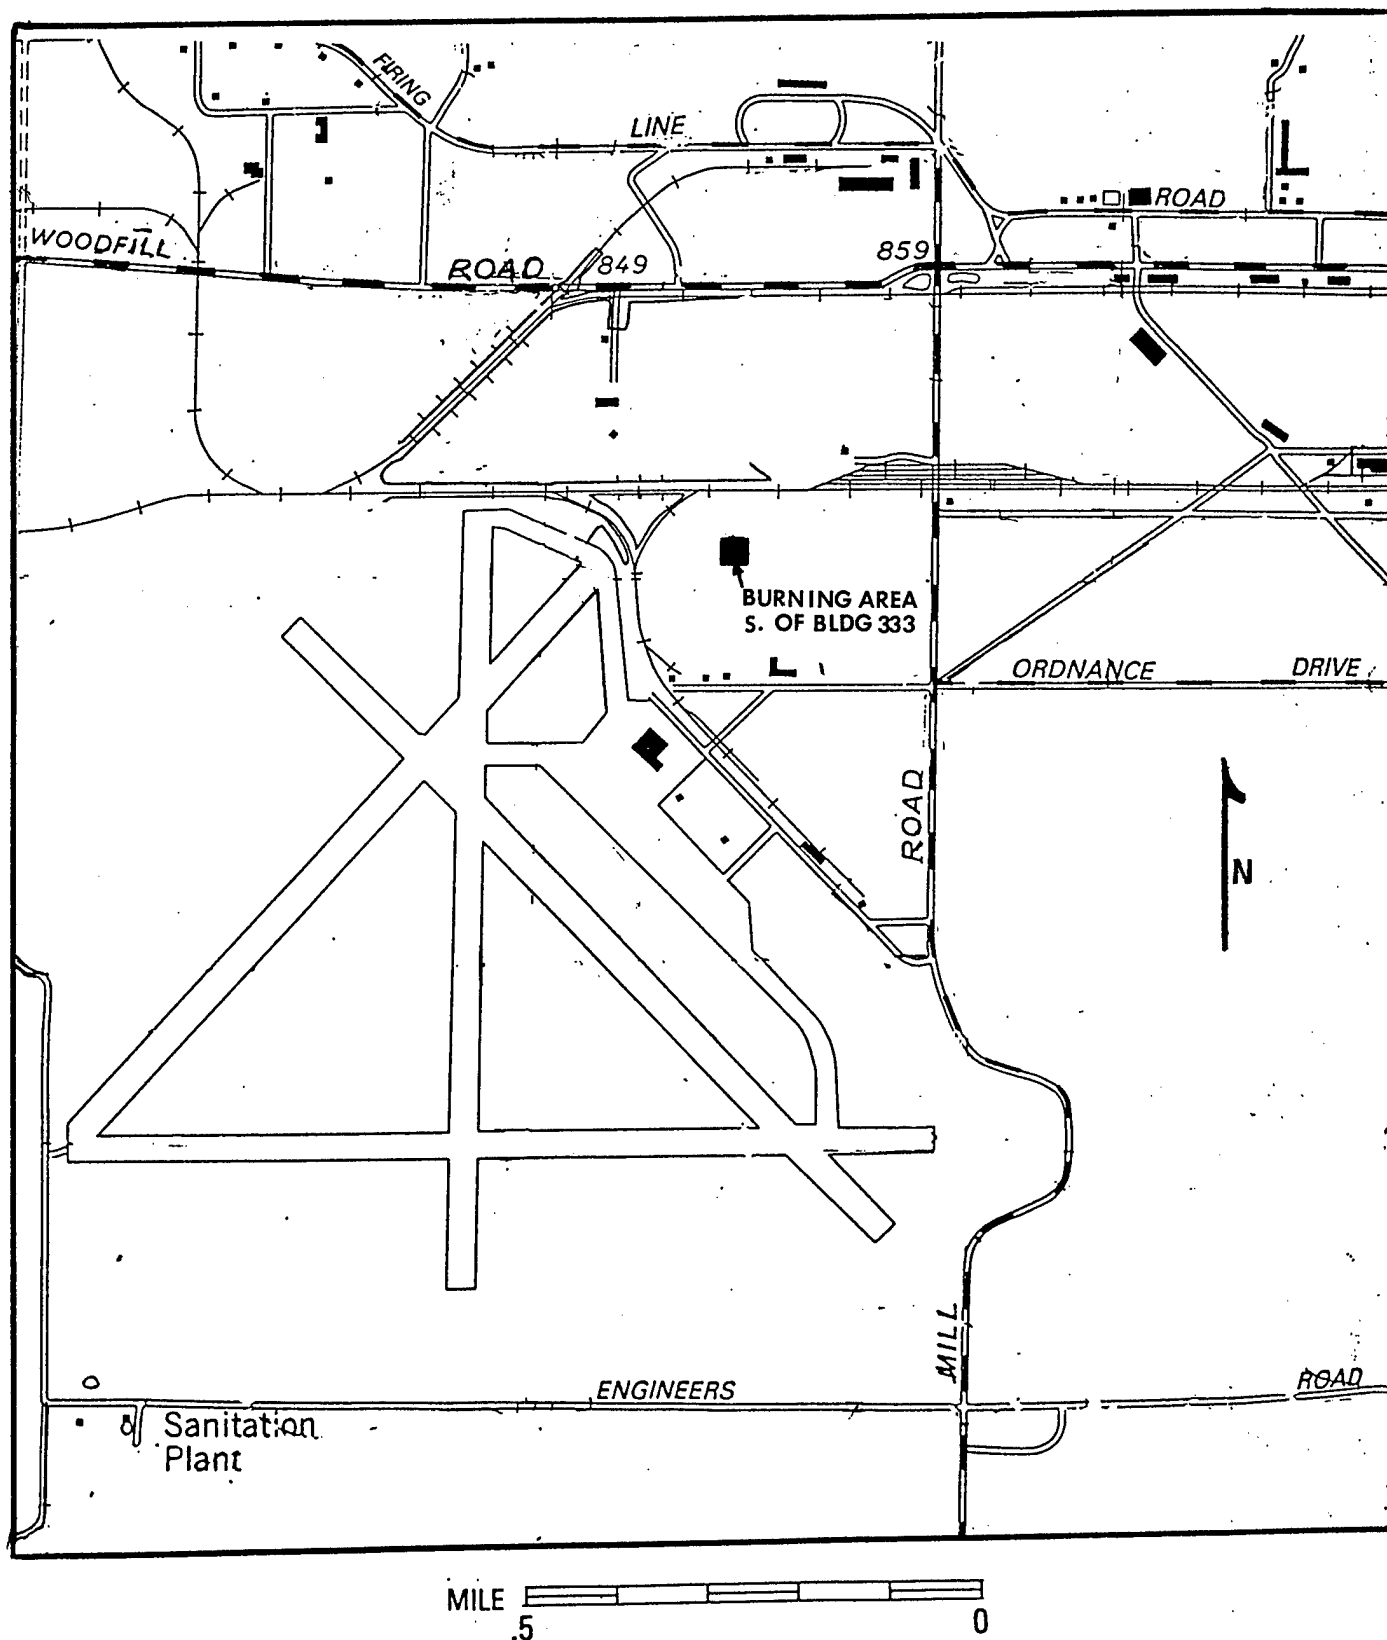 FIRING
LINE
ROAD
WOODFILL
ROAD
849
859
BURNING AREA
S. OF BLDG 333
ORDNANCE DRIVE
ROAD
N
MILL
ENGINEERS
ROAD
Sanitation
Plant
MILE
.5 0